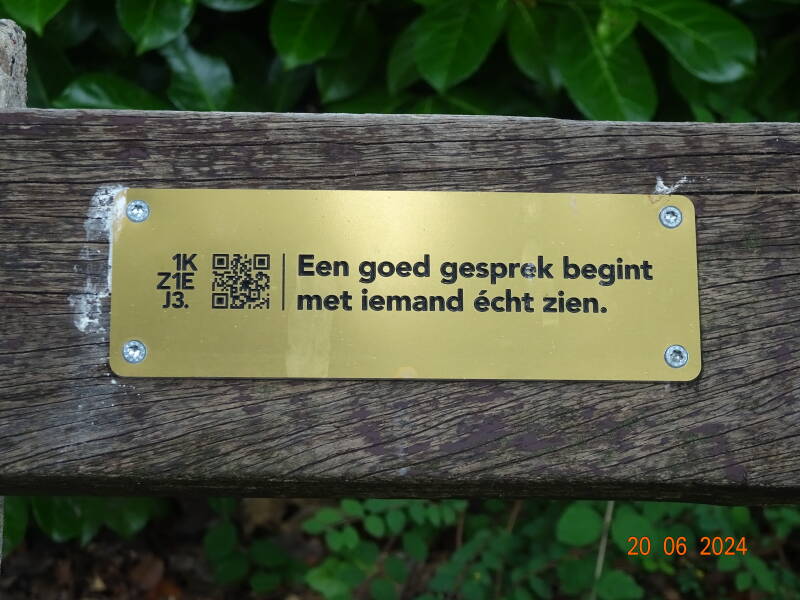 1K
Z1E
J3.
Een goed gesprek begint
met iemand écht zien.
20 06 2024